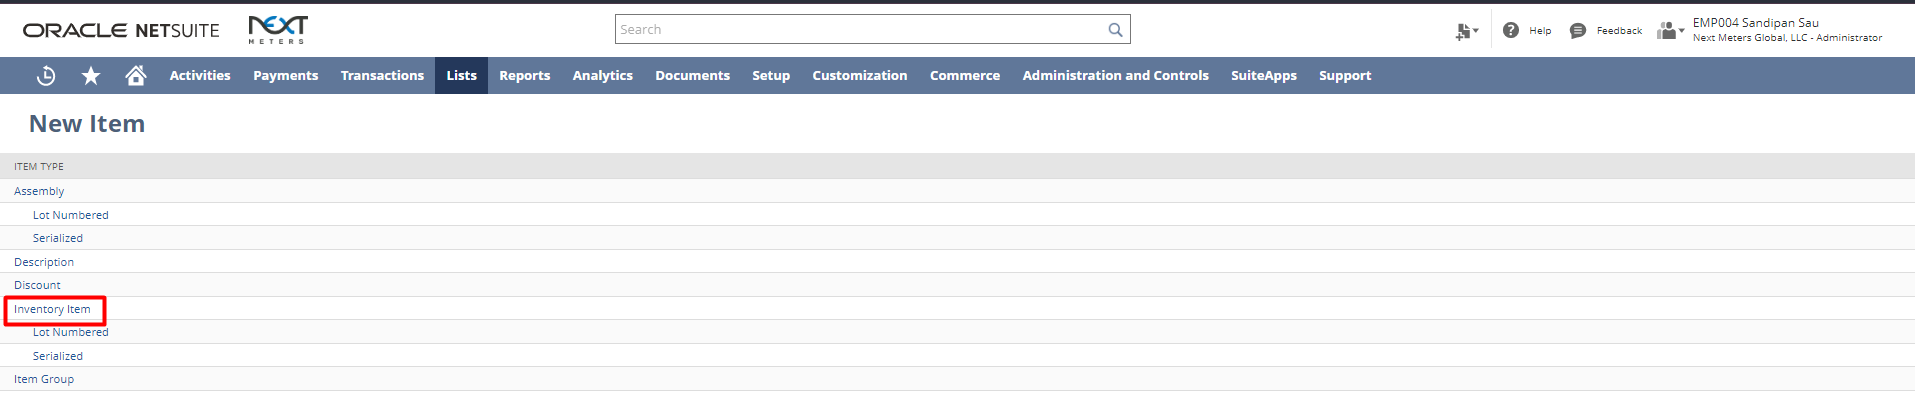 ORACLE NETSUITE
NEXT
METERS
Search
Help
Feedback
EMP004 Sandipan Sau
Next Meters Global, LLC - Administrator
Activities Payments Transactions Lists Reports Analytics Documents Setup Customization Commerce Administration and Controls SuiteApps Support
New Item
ITEM TYPE
Assembly
Lot Numbered
Serialized
Description
Discount
Inventory Item
Lot Numbered
Serialized
Item Group